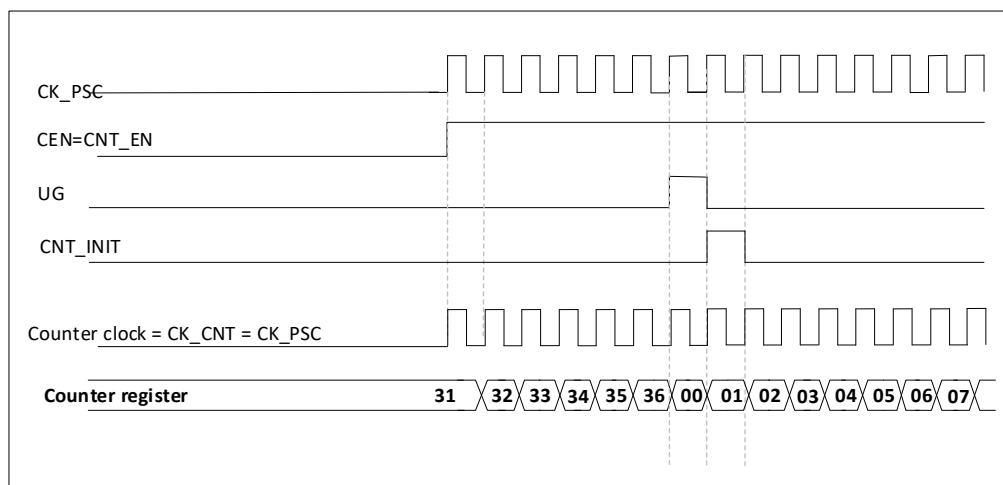 CK_PSC
CEN=CNT_EN
UG
CNT_INIT
Counter clock = CK_CNT = CK_PSC
Counter register 31 32 33 34 35 36 00 01 02 03 04 05 06 07